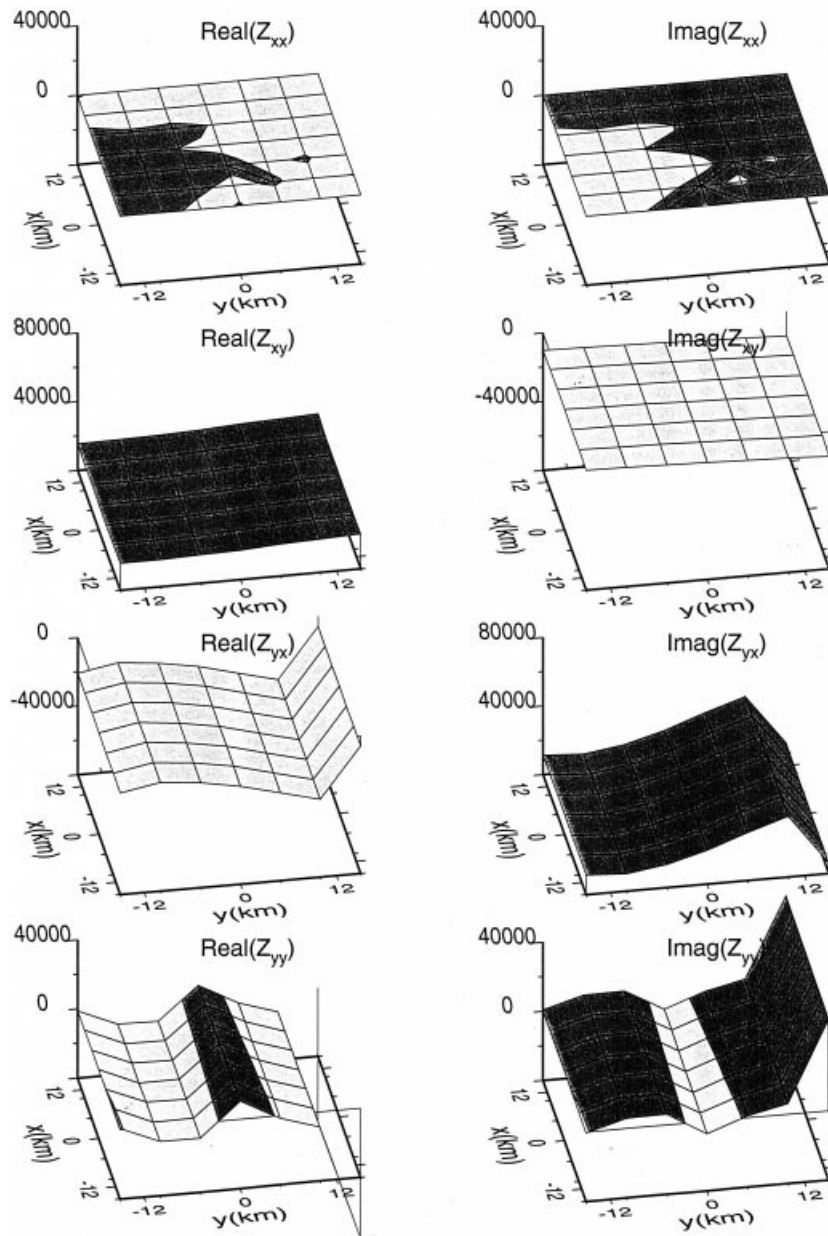 40000
Real(Zxx)
0
12
0
-12
x(km)
-12
0
12
y(km)
40000
Imag(Zxx)
0
12
0
-12
x(km)
-12
0
12
y(km)
80000
Real(Zxy)
40000
12
0
-12
x(km)
-12
0
12
y(km)
0
Imag(Zxy)
-40000
12
0
-12
x(km)
-12
0
12
y(km)
0
Real(Zyx)
-40000
12
0
-12
x(km)
-12
0
12
y(km)
80000
Imag(Zyx)
40000
12
0
-12
x(km)
-12
0
12
y(km)
40000
Real(Zyy)
0
12
0
-12
x(km)
-12
0
12
y(km)
40000
Imag(Zyy)
0
12
0
-12
x(km)
-12
0
12
y(km)